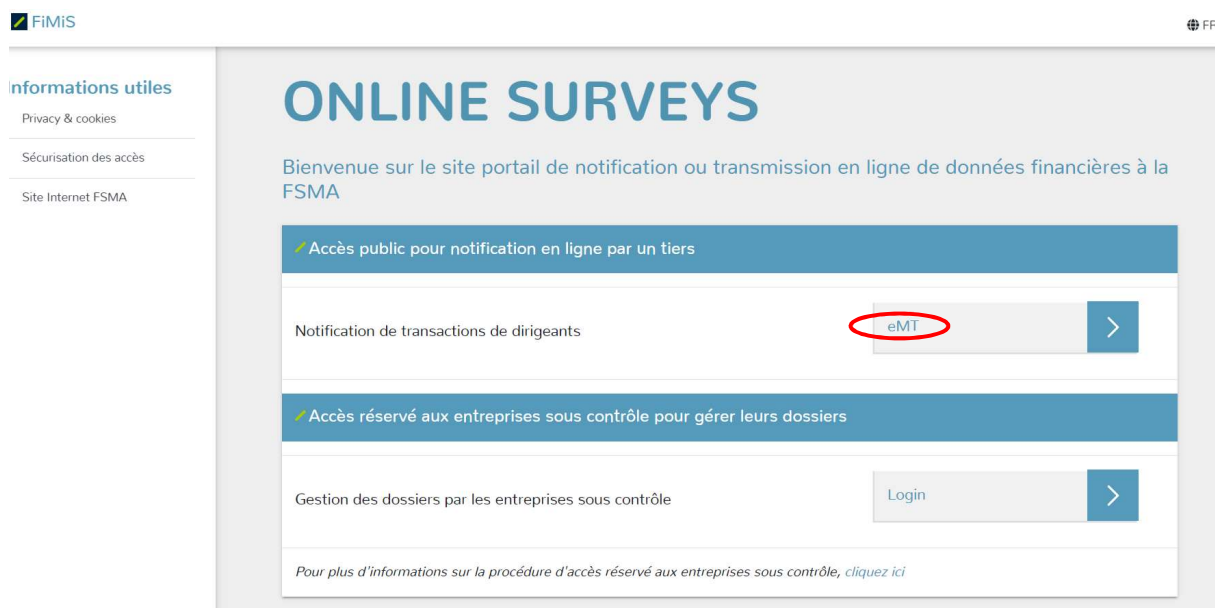 FiMiS
FR
Informations utiles
Privacy & cookies
Sécurisation des accès
Site Internet FSMA
ONLINE SURVEYS
Bienvenue sur le site portail de notification ou transmission en ligne de données financières à la
FSMA
Accès public pour notification en ligne par un tiers
Notification de transactions de dirigeants
eMT
Accès réservé aux entreprises sous contrôle pour gérer leurs dossiers
Gestion des dossiers par les entreprises sous contrôle
Login
Pour plus d'informations sur la procédure d'accès réservé aux entreprises sous contrôle, cliquez ici